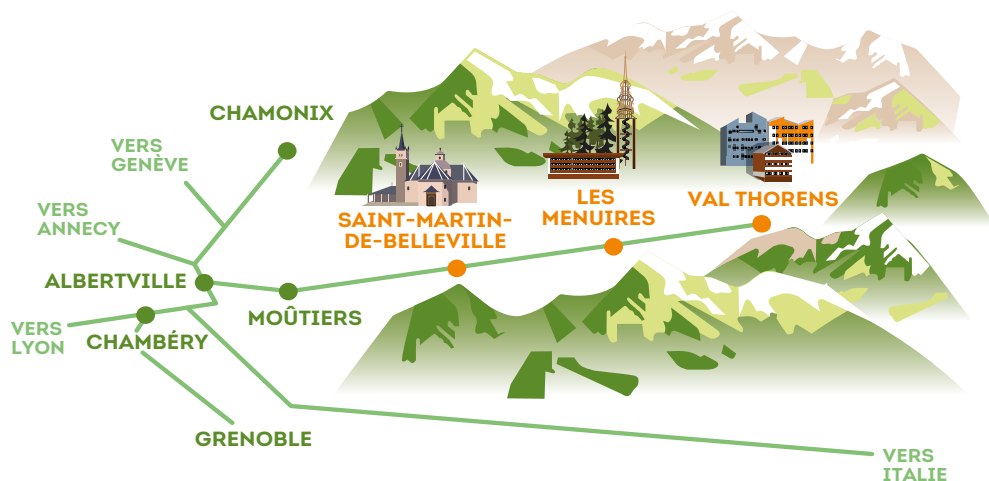 CHAMONIX
VERS
GENÈVE
VERS
ANNECY
ALBERTVILLE
VERS
LYON
CHAMBÉRY
MOÛTIERS
GRENOBLE
SAINT-MARTIN-
DE-BELLEVILLE
LES
MENUIRES
VAL THORENS
VERS
ITALIE